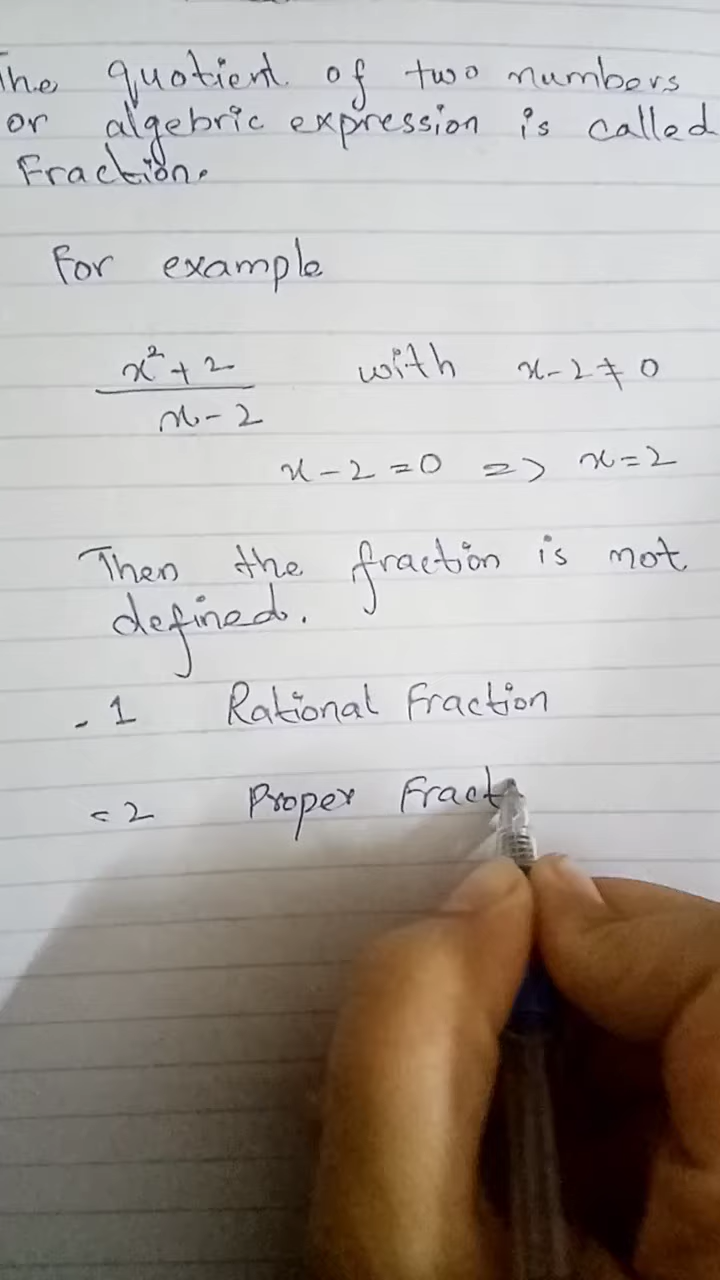 The quotient of two numbers
or algebric expression is called
Fraction.
For example
x²+2 / x-2 with x-2≠0
x-2=0 => x=2
Then the fraction is not
defined.
-1 Rational Fraction
=2 Proper Fract